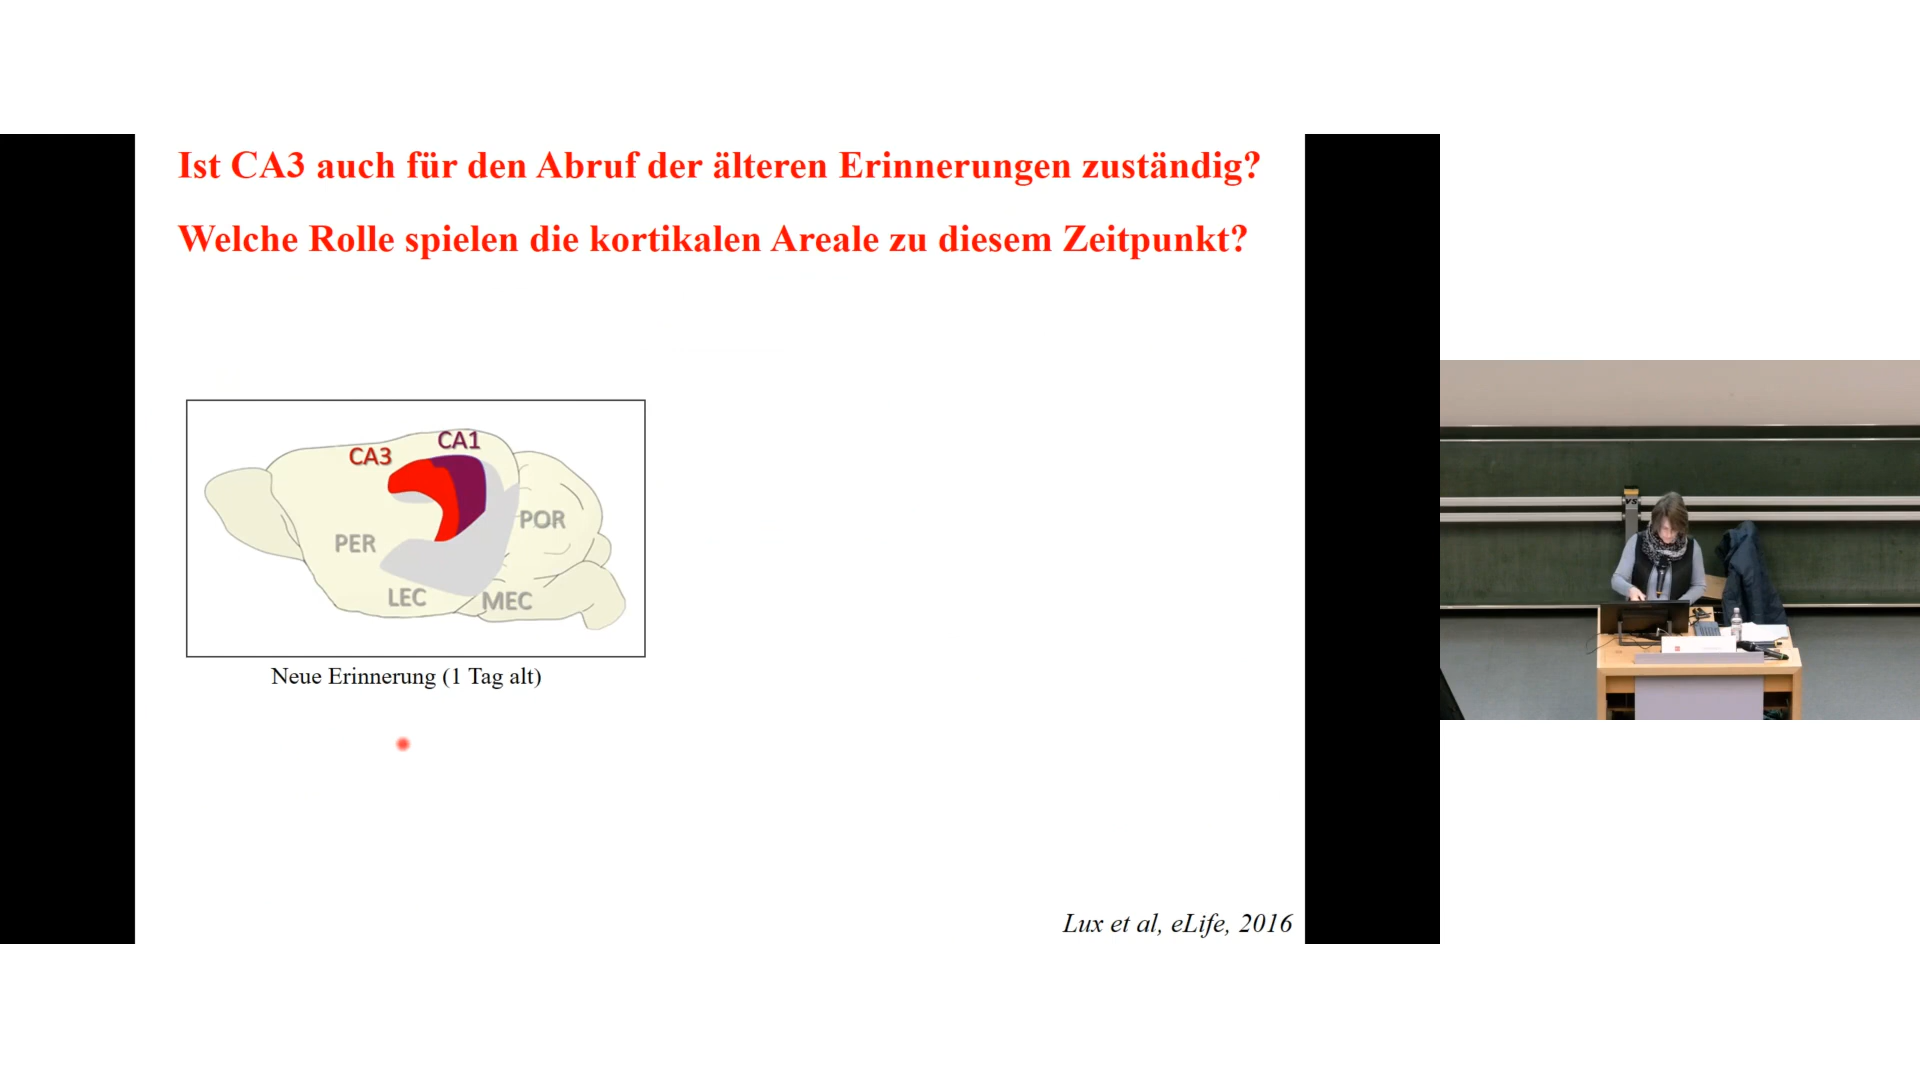 Ist CA3 auch für den Abruf der älteren Erinnerungen zuständig?
Welche Rolle spielen die kortikalen Areale zu diesem Zeitpunkt?
CA1
CA3
POR
PER
LEC
MEC
Neue Erinnerung (1 Tag alt)
Lux et al, eLife, 2016